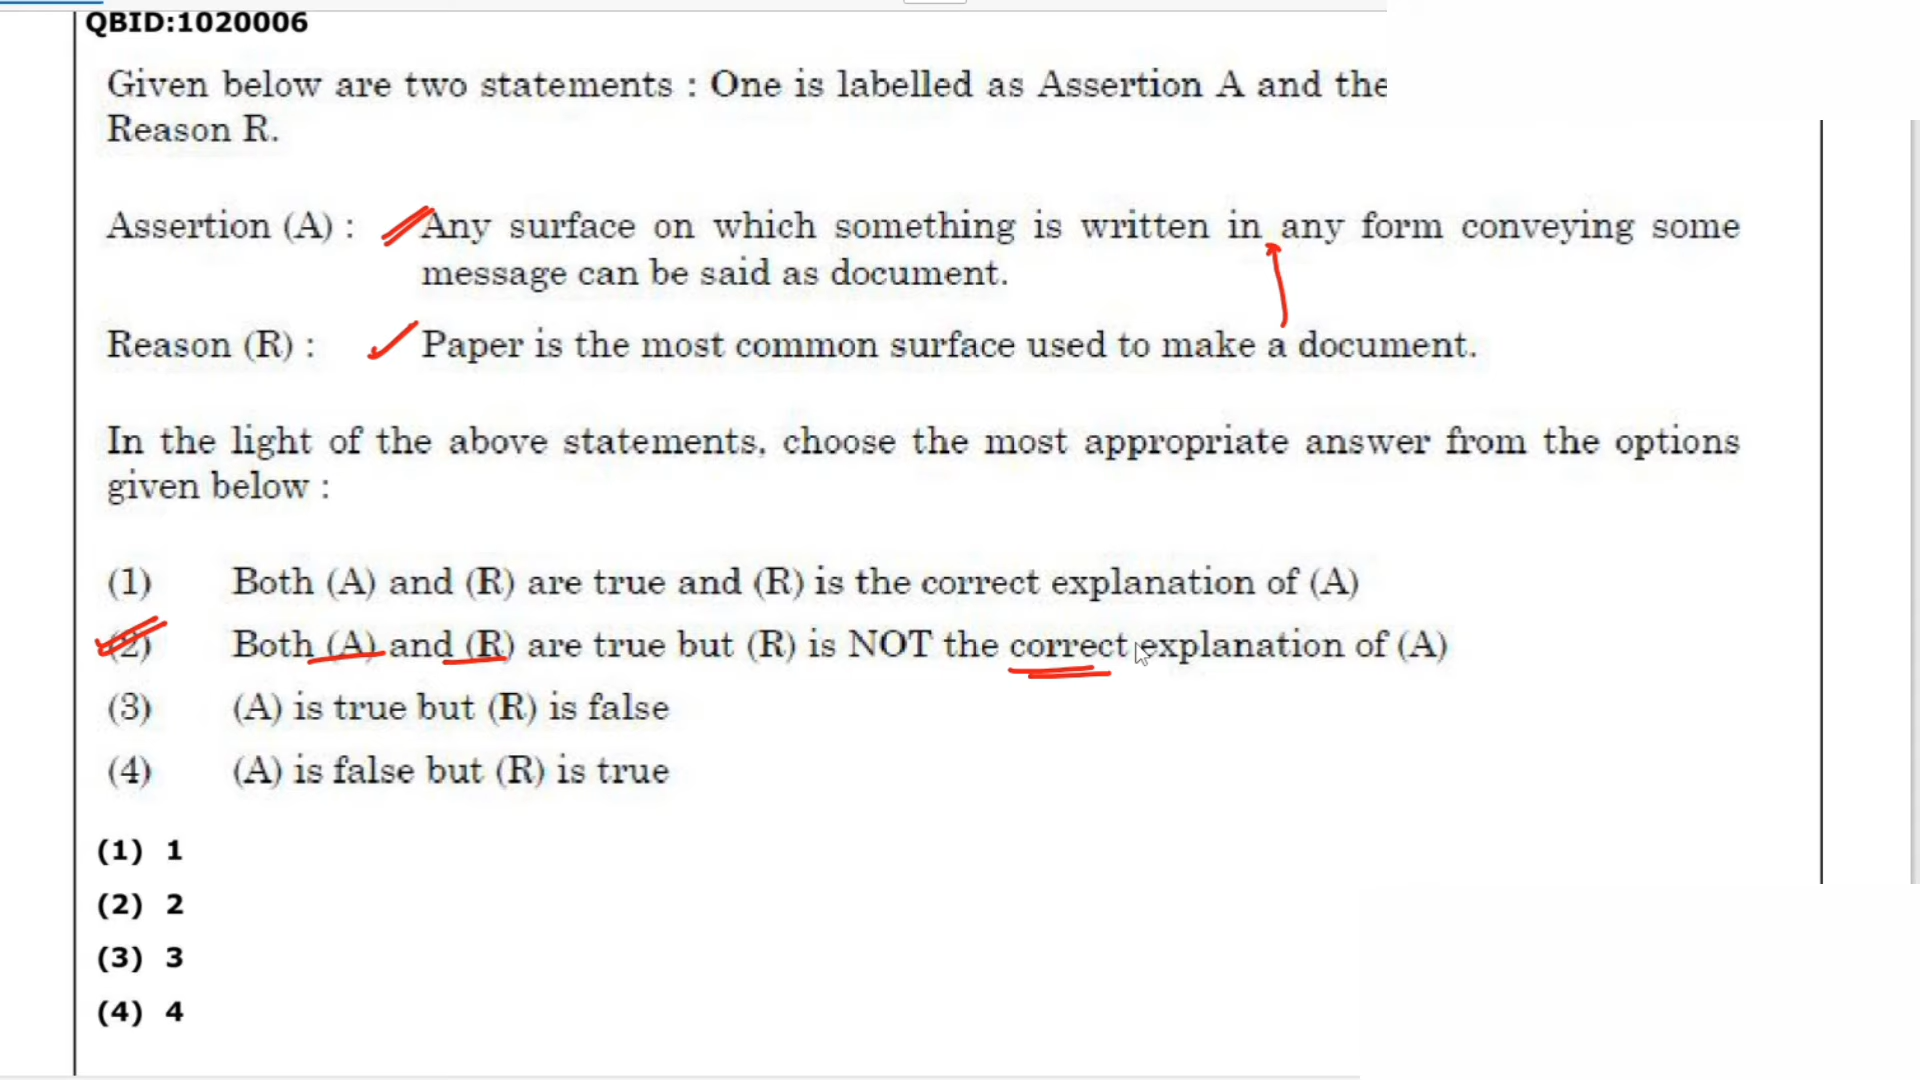 QBID:1020006
Given below are two statements : One is labelled as Assertion A and the
Reason R.
Assertion (A) : Any surface on which something is written in any form conveying some
message can be said as document.
Reason (R) : Paper is the most common surface used to make a document.
In the light of the above statements, choose the most appropriate answer from the options
given below :
(1) Both (A) and (R) are true and (R) is the correct explanation of (A)
(2) Both (A) and (R) are true but (R) is NOT the correct explanation of (A)
(3) (A) is true but (R) is false
(4) (A) is false but (R) is true
(1) 1
(2) 2
(3) 3
(4) 4